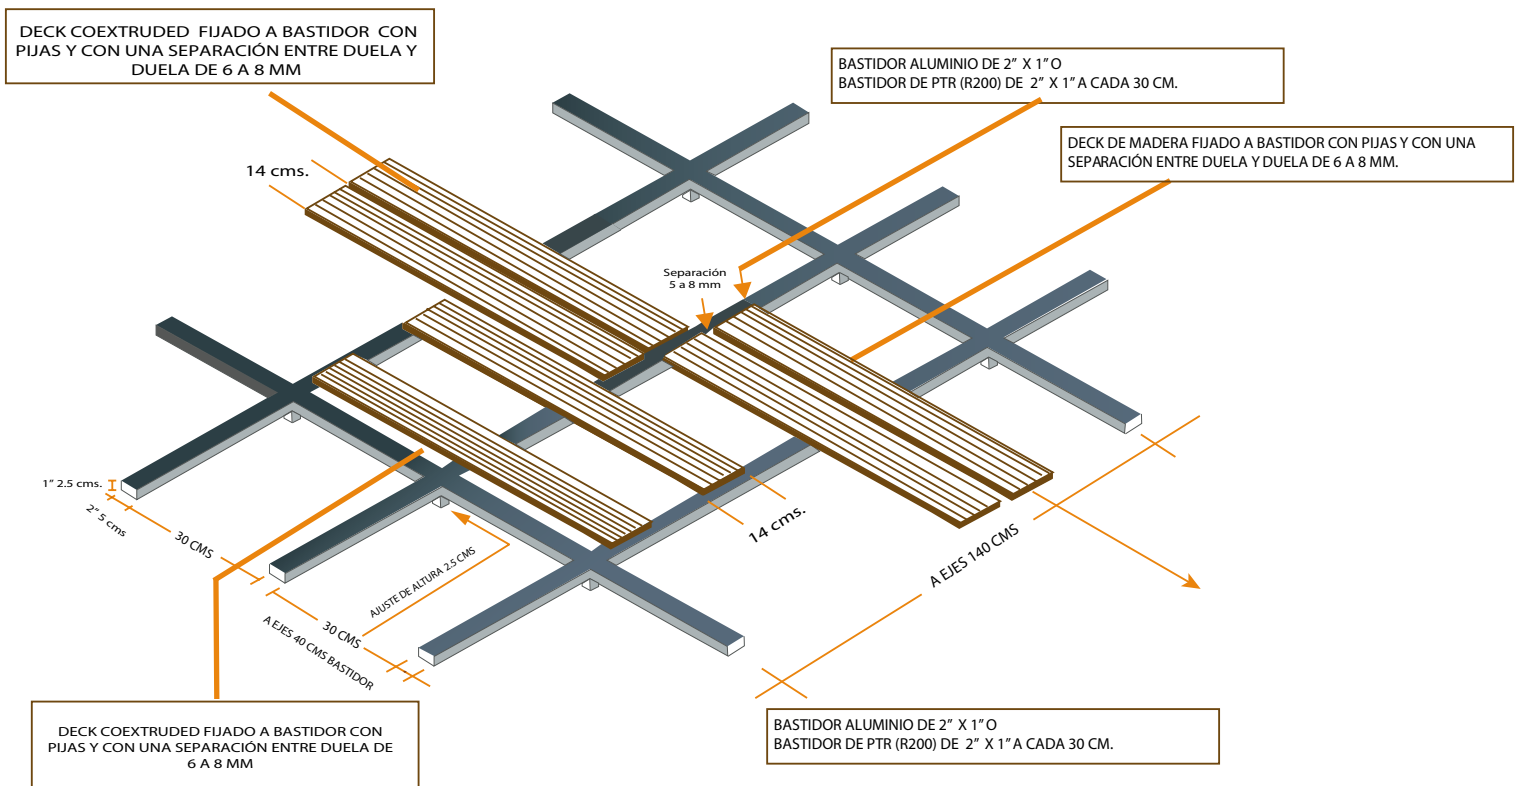 DECK COEXTRUDED FIJADO A BASTIDOR CON
PIJAS Y CON UNA SEPARACIÓN ENTRE DUELA Y
DUELA DE 6 A 8 MM
BASTIDOR ALUMINIO DE 2” X 1” O
BASTIDOR DE PTR (R200) DE 2” X 1” A CADA 30 CM.
DECK DE MADERA FIJADO A BASTIDOR CON PIJAS Y CON UNA
SEPARACIÓN ENTRE DUELA Y DUELA DE 6 A 8 MM.
14 cms.
Separación
5 a 8 mm
1” 2.5 cms.
2” 5 cms
30 CMS
AJUSTE DE ALTURA 2.5 CMS
30 CMS
A EJES 40 CMS BASTIDOR
14 cms.
A EJES 140 CMS
DECK COEXTRUDED FIJADO A BASTIDOR CON
PIJAS Y CON UNA SEPARACIÓN ENTRE DUELA DE
6 A 8 MM
BASTIDOR ALUMINIO DE 2” X 1” O
BASTIDOR DE PTR (R200) DE 2” X 1” A CADA 30 CM.